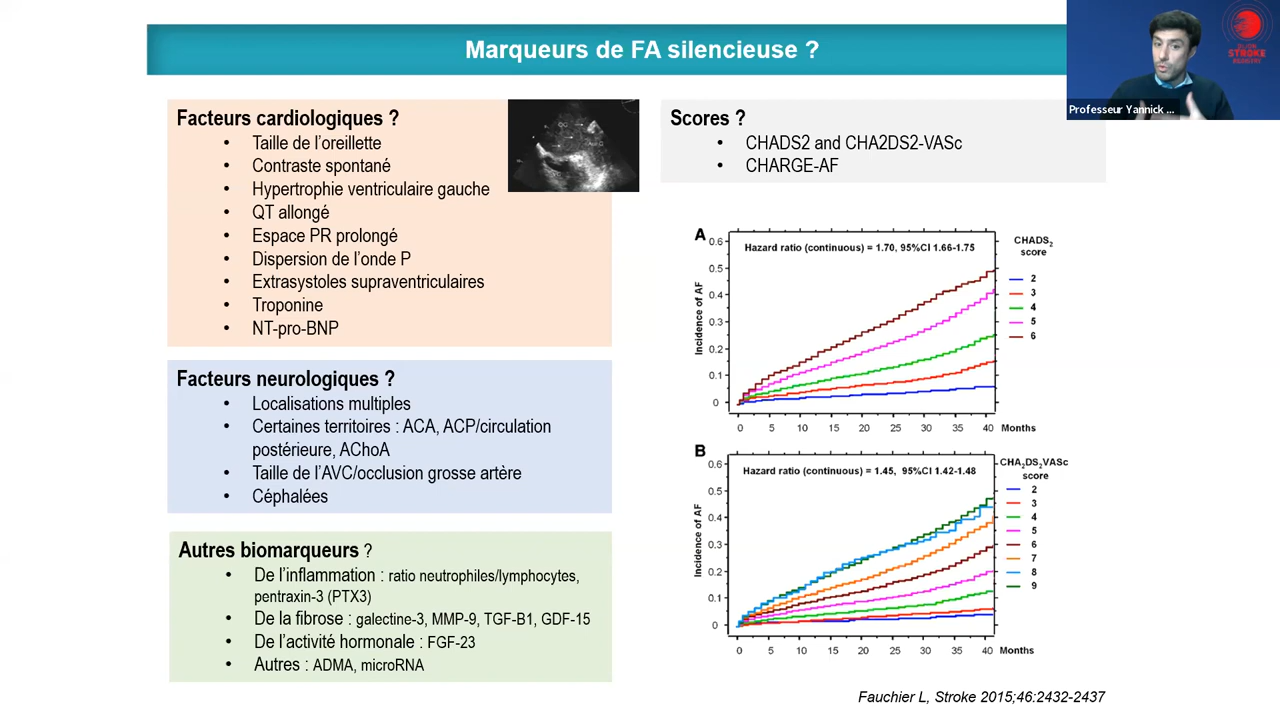 Marqueurs de FA silencieuse ?
STROKE
REGISTRY
Professeur Yannick ...
Facteurs cardiologiques ?
• Taille de l'oreillette
• Contraste spontané
• Hypertrophie ventriculaire gauche
• QT allongé
• Espace PR prolongé
• Dispersion de l'onde P
• Extrasystoles supraventriculaires
• Troponine
• NT-pro-BNP
Facteurs neurologiques ?
• Localisations multiples
• Certaines territoires : ACA, ACP/circulation
postérieure, AChoA
• Taille de l'AVC/occlusion grosse artère
• Céphalées
Autres biomarqueurs ?
• De l'inflammation : ratio neutrophiles/lymphocytes,
pentraxin-3 (PTX3)
• De la fibrose : galectine-3, MMP-9, TGF-B1, GDF-15
• De l'activité hormonale : FGF-23
• Autres : ADMA, microRNA
Scores ?
• CHADS2 and CHA2DS2-VASc
• CHARGE-AF
A
Hazard ratio (continuous) = 1.70, 95%CI 1.66-1.75
Incidence of AF
0.6
0.5
0.4
0.3
0.2
0.1
0
0 5 10 15 20 25 30 35 40 Months
CHADS2
score
2
3
4
5
6
B
Hazard ratio (continuous) = 1.45, 95%CI 1.42-1.48
Incidence of AF
0.6
0.5
0.4
0.3
0.2
0.1
0
0 5 10 15 20 25 30 35 40 Months
CHA2DS2VASc
score
2
3
4
5
6
7
8
9
Fauchier L, Stroke 2015;46:2432-2437